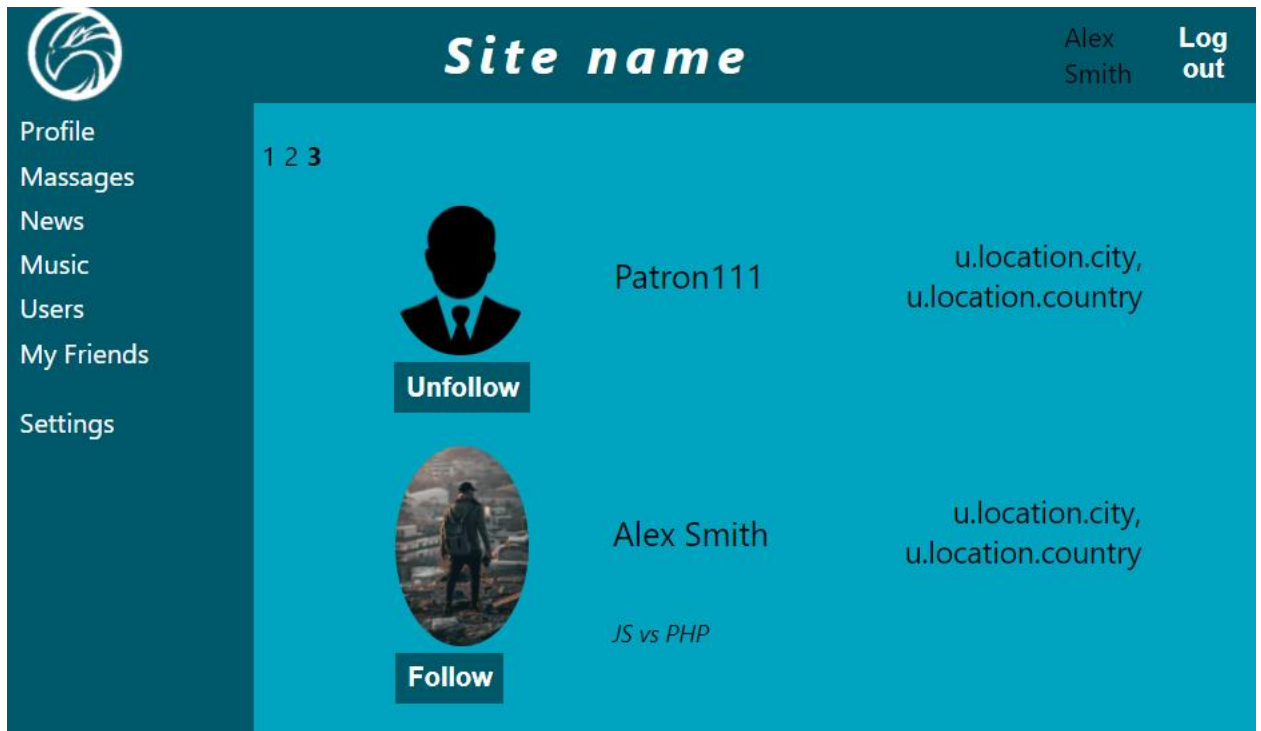 Site name
Alex
Smith
Log
out
Profile
Massages
News
Music
Users
My Friends
Settings
1 2 3
Patron111
u.location.city,
u.location.country
Unfollow
Alex Smith
u.location.city,
u.location.country
JS vs PHP
Follow